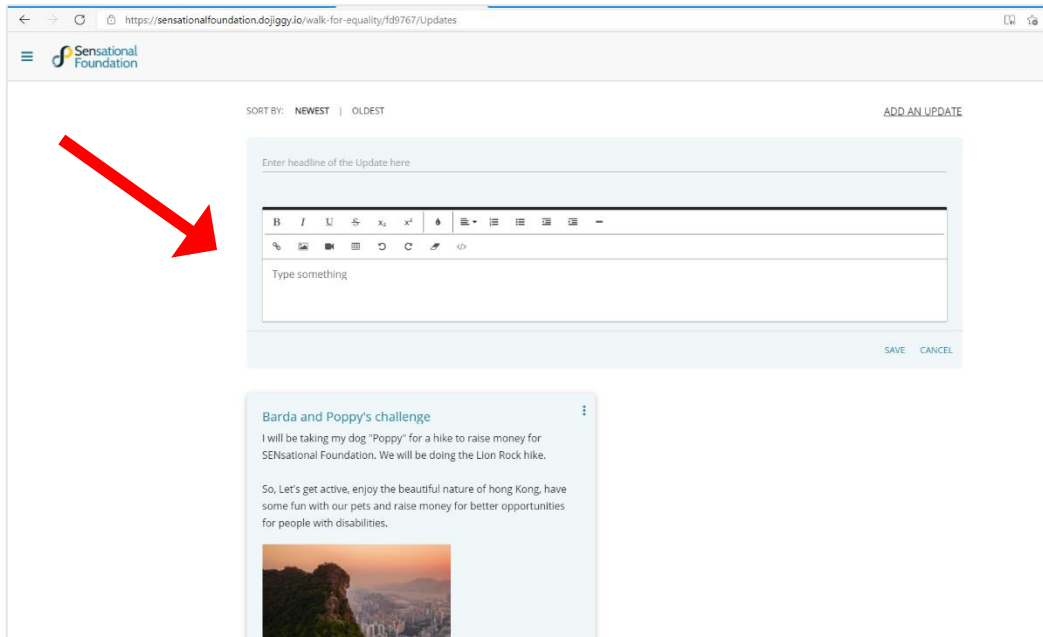 https://sensationalfoundation.dojiggy.io/walk-for-equality/fd9767/Updates
Sensational
Foundation
SORT BY: NEWEST | OLDEST
ADD AN UPDATE
Enter headline of the Update here
B I U S x₂ x²
Type something
SAVE CANCEL
Barda and Poppy's challenge
I will be taking my dog "Poppy" for a hike to raise money for
SENsational Foundation. We will be doing the Lion Rock hike.
So, Let's get active, enjoy the beautiful nature of hong Kong, have
some fun with our pets and raise money for better opportunities
for people with disabilities.